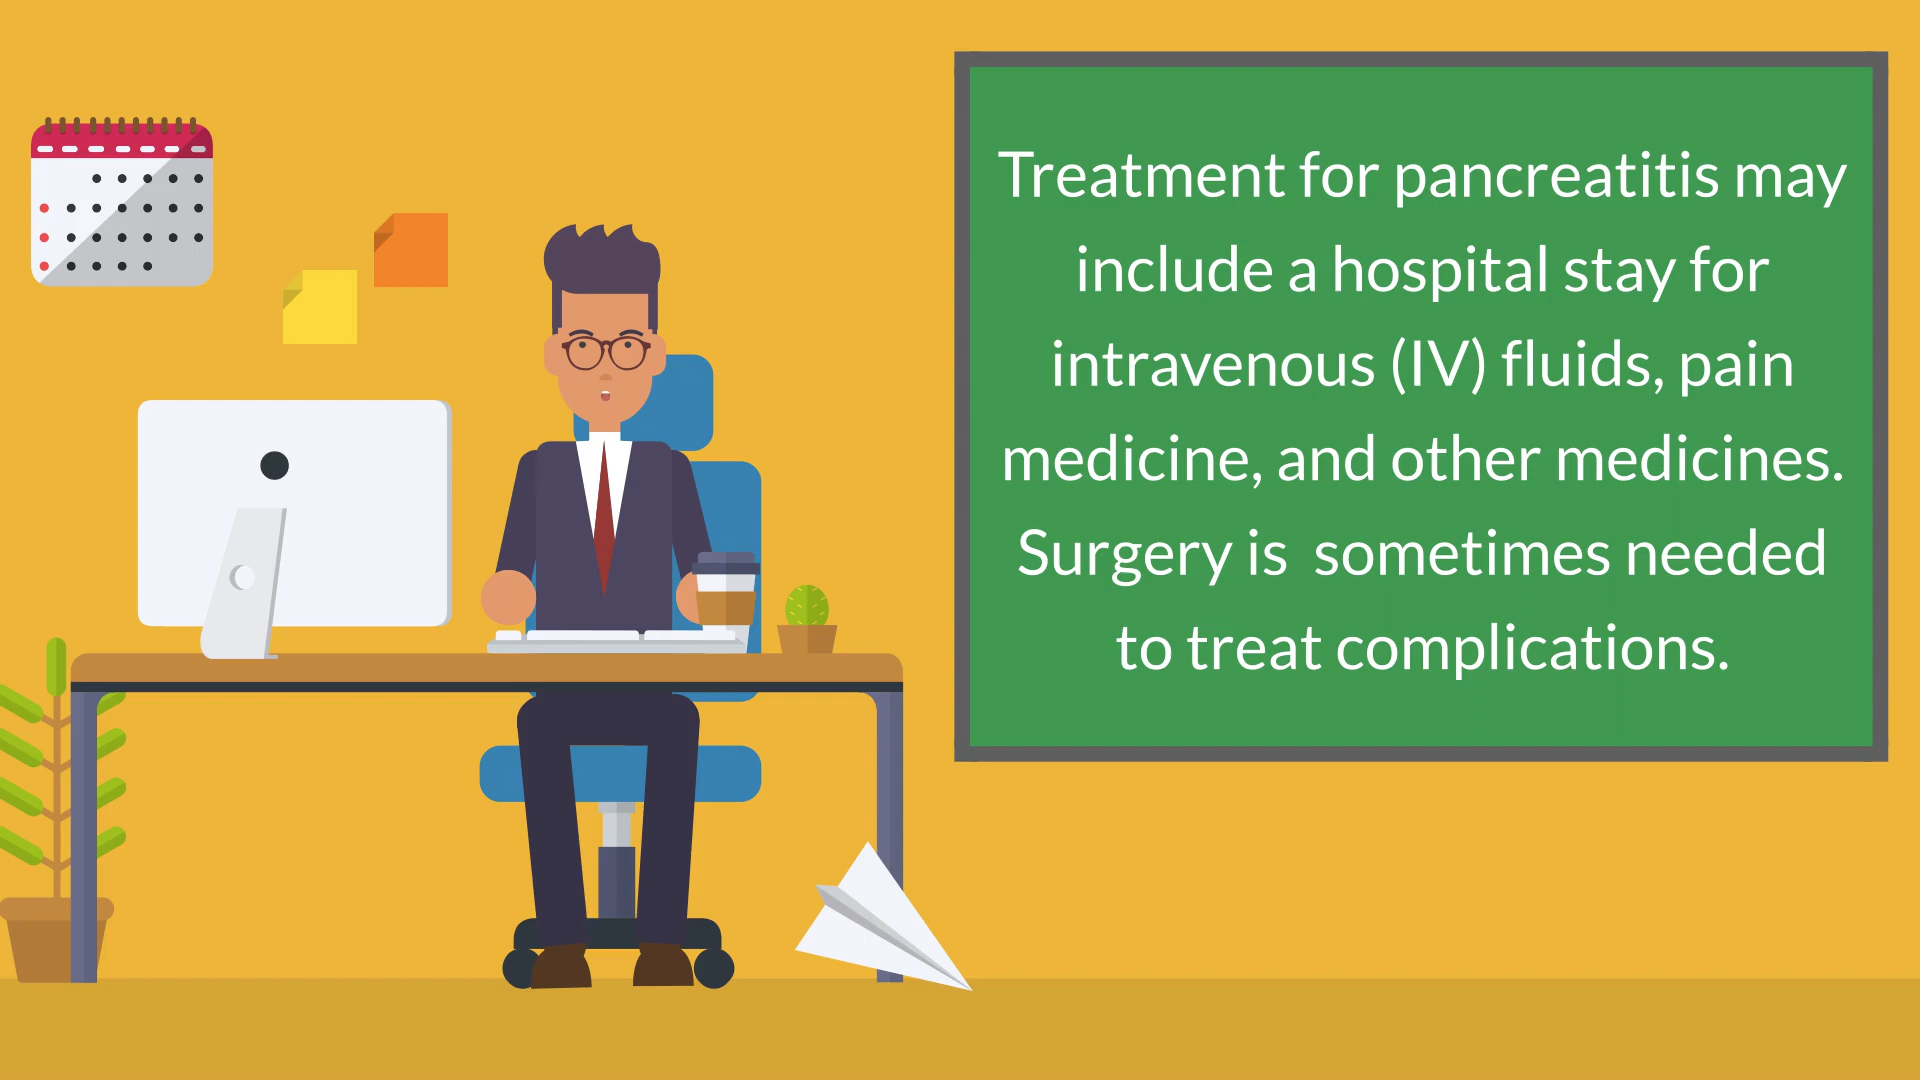 Treatment for pancreatitis may
include a hospital stay for
intravenous (IV) fluids, pain
medicine, and other medicines.
Surgery is  sometimes needed
to treat complications.